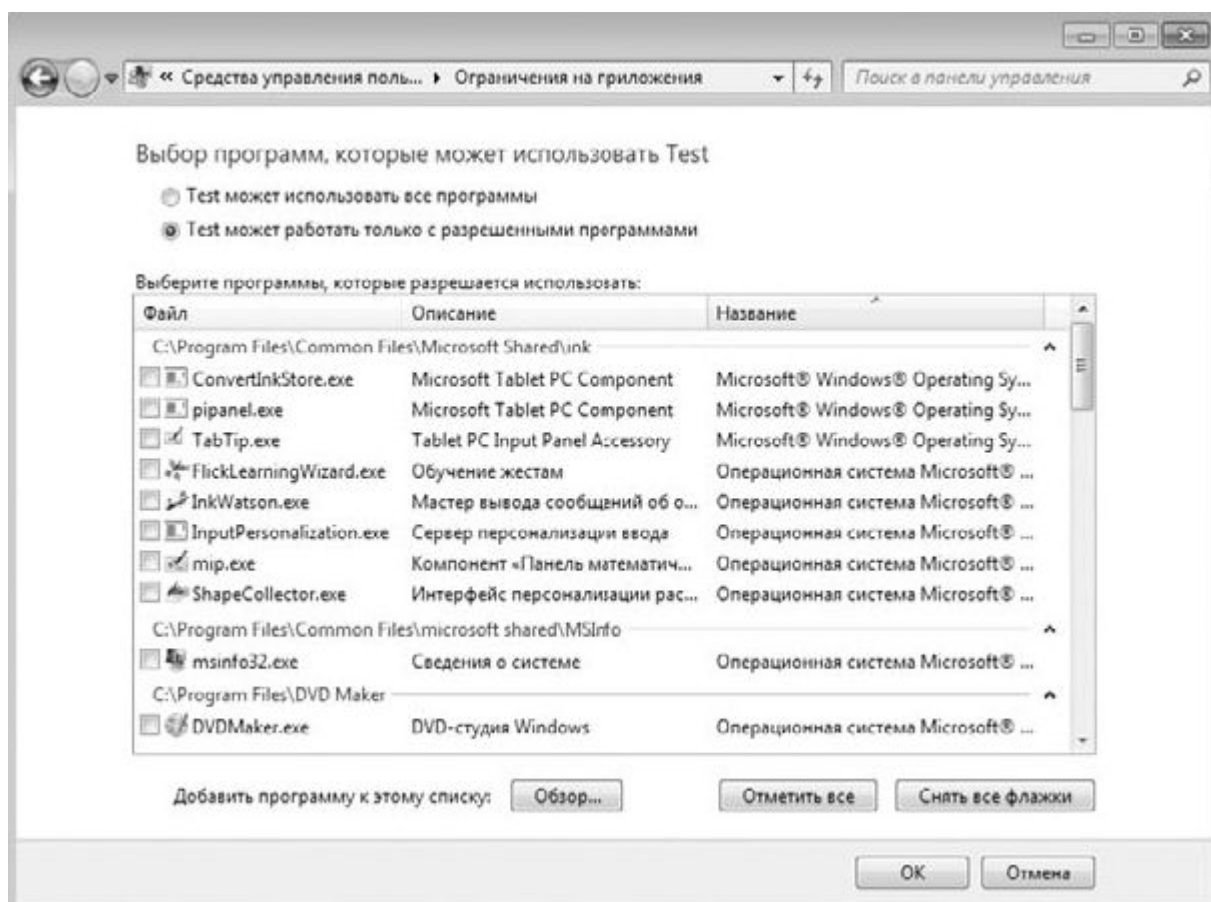 « Средства управления поль... ▸ Ограничения на гриложения Поиск в панели управления
Выбор программ, которые может использовать Test
Test может использовать все программы
Test может работать только с разрешенными программами
Выберите программы, которые разрешается использовать:
Файл Описание Название
C:\Program Files\Common Files\Microsoft Shared\ink
ConvertInkStore.exe Microsoft Tablet PC Component Microsoft® Windows® Operating Sy...
pipanel.exe Microsoft Tablet PC Component Microsoft® Windows® Operating Sy...
TabTip.exe Tablet PC Input Panel Accessory Microsoft® Windows® Operating Sy...
FlickLearningWizard.exe Обучение жестам Операционная система Microsoft® ...
InkWatson.exe Мастер вывода сообщений об о... Операционная система Microsoft® ...
InputPersonalization.exe Сервер персонализации ввода Операционная система Microsoft® ...
mip.exe Компонент «Панель математич... Операционная система Microsoft® ...
ShapeCollector.exe Интерфейс персонализации рас... Операционная система Microsoft® ...
C:\Program Files\Common Files\microsoft shared\MSInfo
msinfo32.exe Сведения о системе Операционная система Microsoft® ...
C:\Program Files\DVD Maker
DVDMaker.exe DVD-студия Windows Операционная система Microsoft® ...
Добавить программу к этому списку: Обзор... Отметить все Снять все флажки
OK Отмена